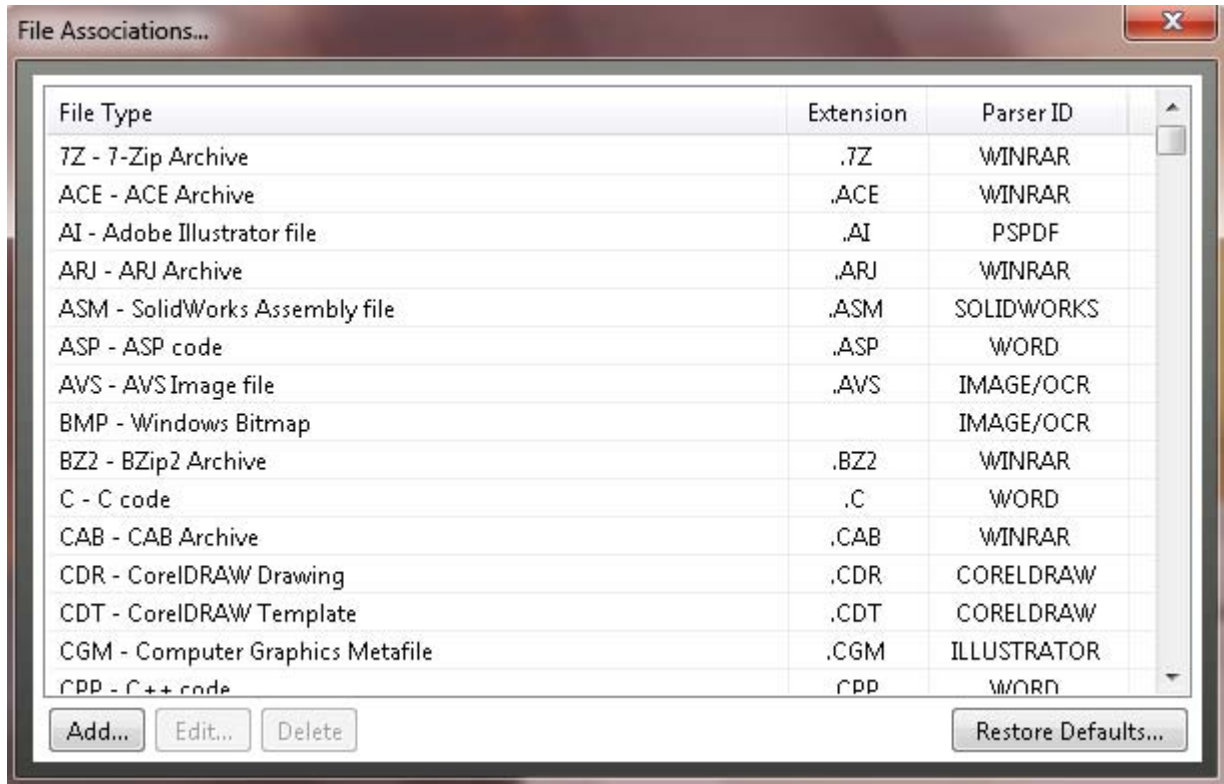 File Associations...
File Type Extension Parser ID
7Z - 7-Zip Archive .7Z WINRAR
ACE - ACE Archive .ACE WINRAR
AI - Adobe Illustrator file .AI PSPDF
ARJ - ARJ Archive .ARJ WINRAR
ASM - SolidWorks Assembly file .ASM SOLIDWORKS
ASP - ASP code .ASP WORD
AVS - AVS Image file .AVS IMAGE/OCR
BMP - Windows Bitmap IMAGE/OCR
BZ2 - BZip2 Archive .BZ2 WINRAR
C - C code .C WORD
CAB - CAB Archive .CAB WINRAR
CDR - CorelDRAW Drawing .CDR CORELDRAW
CDT - CorelDRAW Template .CDT CORELDRAW
CGM - Computer Graphics Metafile .CGM ILLUSTRATOR
CPP - C++ code .CPP WORD
Add... Edit... Delete Restore Defaults...